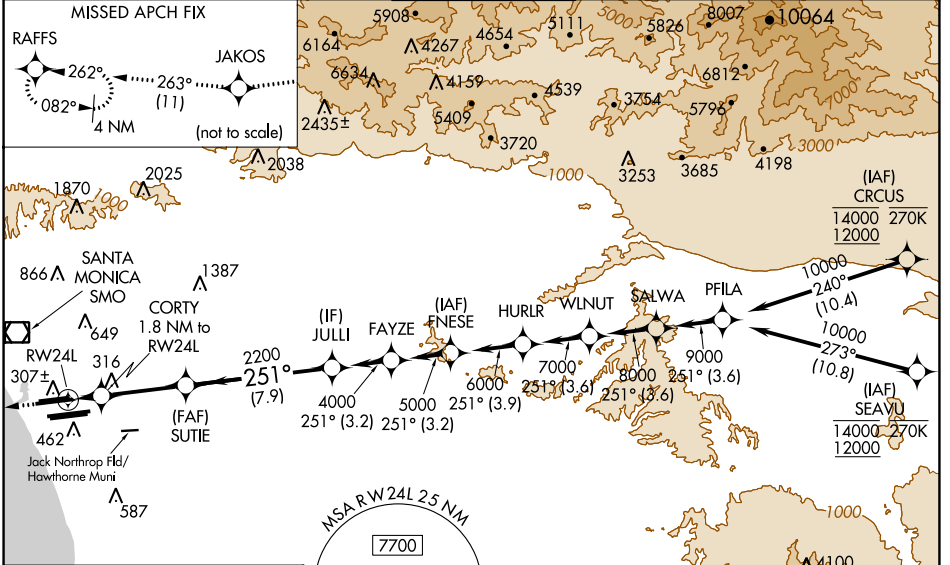 MISSED APCH FIX
RAFFS
JAKOS
262°
263°
(11)
082°
4 NM
(not to scale)
5908
6164
4267
4654
5111
5826
8007
10064
5000
6634
4159
4539
6812
2435±
5409
3754
5796
7000
3720
2038
3253
3685
4198
3000
1000
1870
2025
1000
(IAF)
CRCUS
14000 270K
12000
866
SANTA
MONICA
SMO
1387
10000
240°
(10.4)
CORTY
1.8 NM to
RW24L
649
(IF)
JULLI
FAYZE
(IAF)
FNESE
HURLR
WLNUT
SALWA
PFILA
RW24L
316
307±
2200
251°
(7.9)
4000
251° (3.2)
5000
251° (3.2)
6000
251° (3.9)
7000
251° (3.6)
8000
251° (3.6)
9000
251° (3.6)
10000
273°
(10.8)
(FAF)
SUTIE
(IAF)
SEAVU
14000 270K
12000
462
Jack Northrop Fld/
Hawthorne Muni
587
MSA RW24L 25 NM
7700
1000
4100